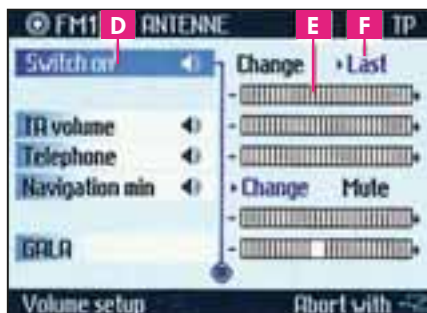 FM1 D ANTENNE E F TP
Switch on Change Last
TA volume
Telephone
Navigation min Change Mute
GALA
Volume setup Abort with